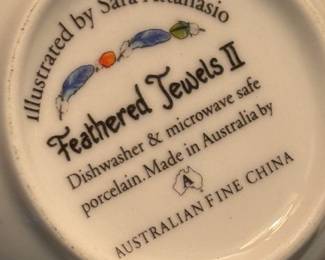 Illustrated by Sara Attanasio
Feathered Jewels II
Dishwasher & microwave safe
porcelain. Made in Australia by
A
AUSTRALIAN FINE CHINA